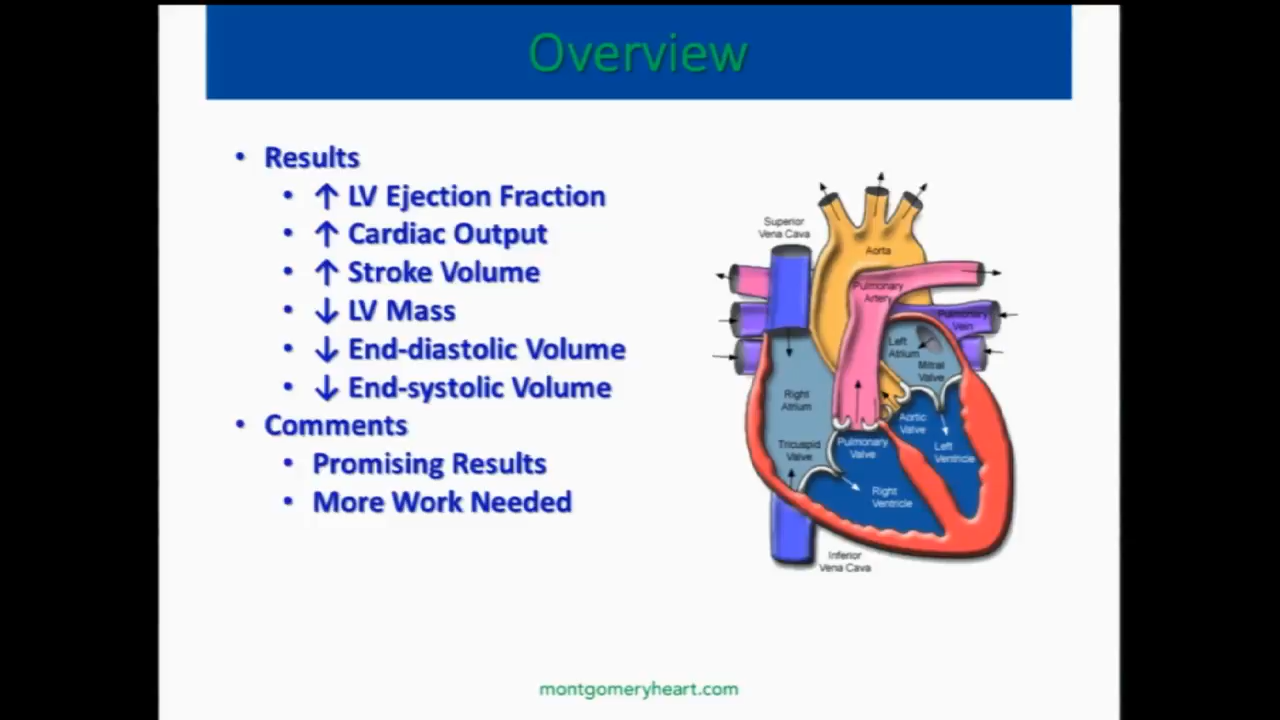 Overview
• Results
• ↑ LV Ejection Fraction
• ↑ Cardiac Output
• ↑ Stroke Volume
• ↓ LV Mass
• ↓ End-diastolic Volume
• ↓ End-systolic Volume
• Comments
• Promising Results
• More Work Needed
Superior
Vena Cava
Aorta
Pulmonary
Artery
Pulmonary
Vein
Left
Atrium
Mitral
Valve
Right
Atrium
Aortic
Valve
Tricuspid
Valve
Pulmonary
Valve
Left
Ventricle
Right
Ventricle
Inferior
Vena Cava
montgomeryheart.com